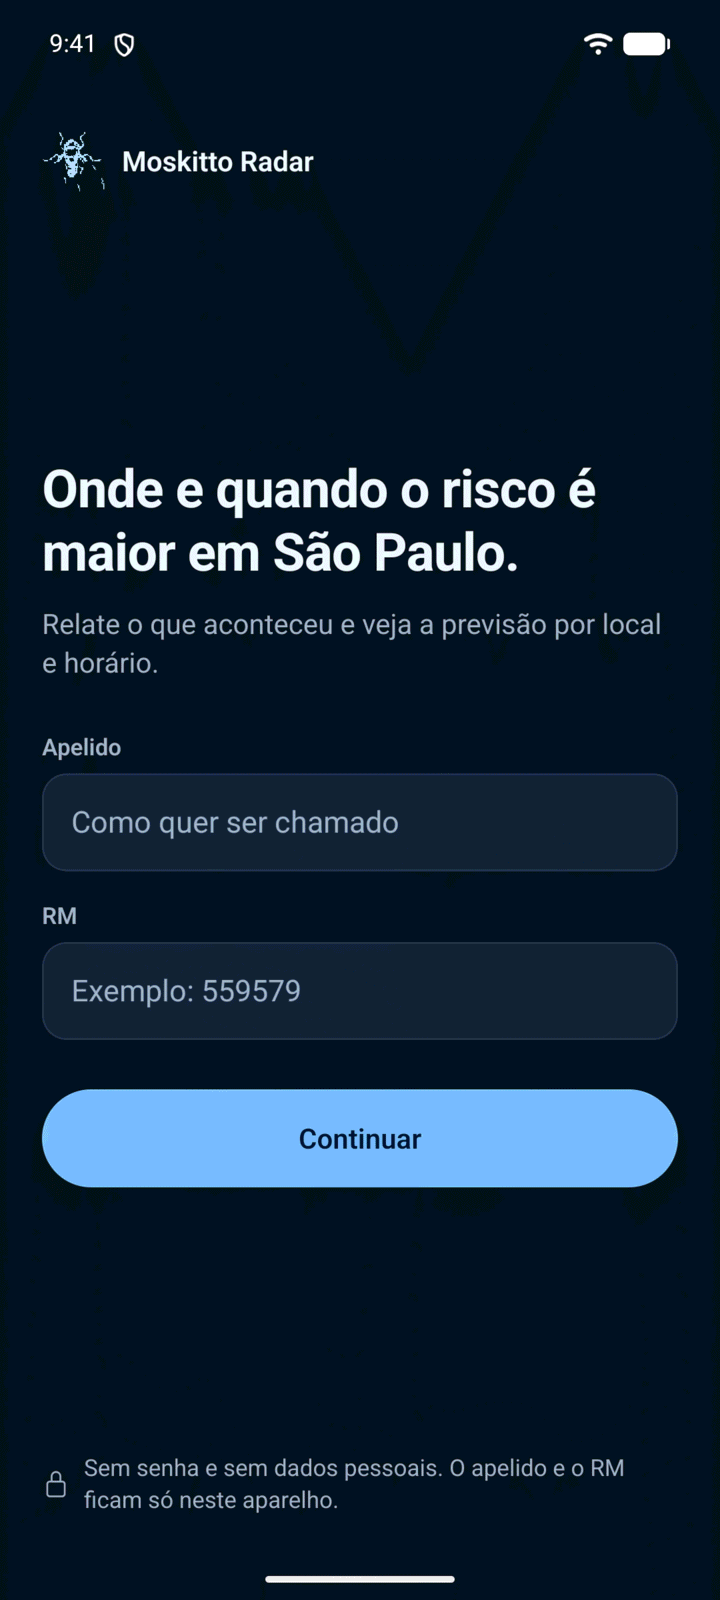 9:41
Moskitto Radar
Onde e quando o risco é
maior em São Paulo.
Relate o que aconteceu e veja a previsão por local
e horário.
Apelido
Como quer ser chamado
RM
Exemplo: 559579
Continuar
Sem senha e sem dados pessoais. O apelido e o RM
ficam só neste aparelho.